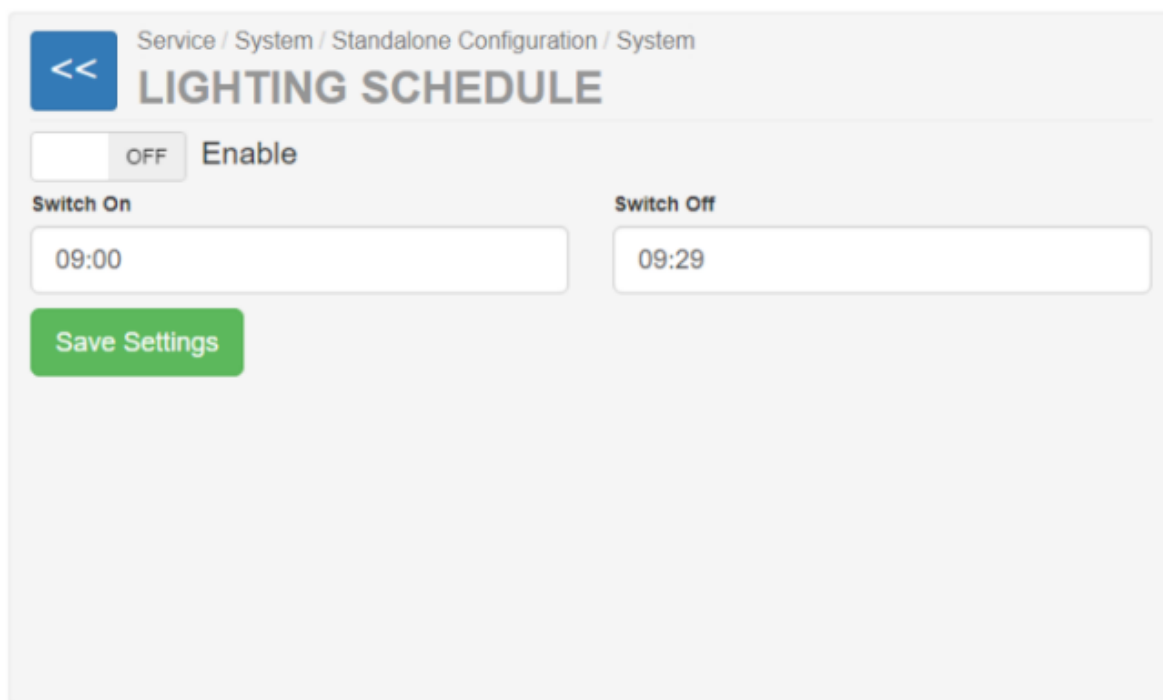 <<
Service / System / Standalone Configuration / System
LIGHTING SCHEDULE
OFF Enable
Switch On Switch Off
09:00 09:29
Save Settings